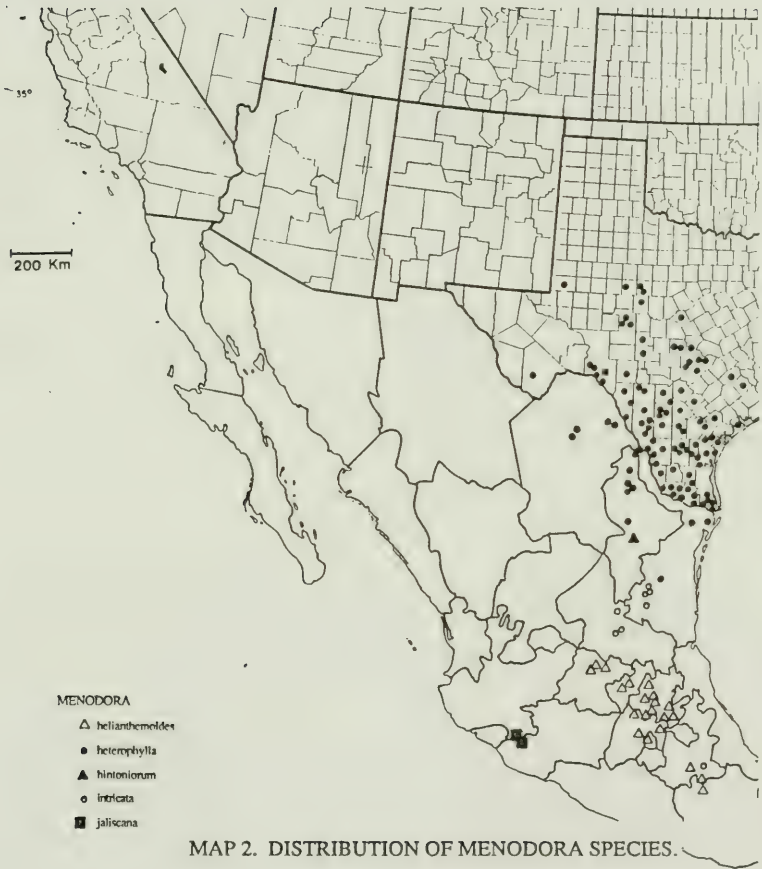 35°
200 Km
MENODORA
△ helianthemoides
● heterophylla
▲ hintoniorum
○ intricata
■ jaliscana
MAP 2. DISTRIBUTION OF MENODORA SPECIES.